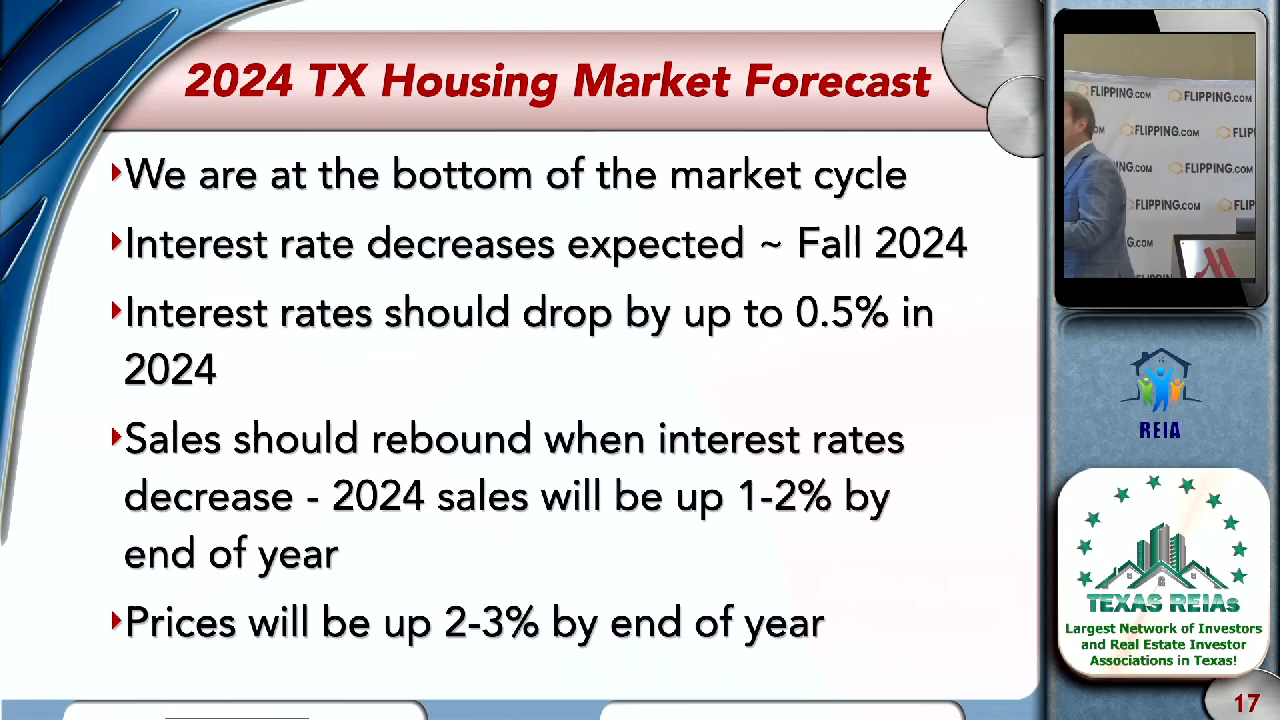 2024 TX Housing Market Forecast
We are at the bottom of the market cycle
Interest rate decreases expected ~ Fall 2024
Interest rates should drop by up to 0.5% in
2024
Sales should rebound when interest rates
decrease - 2024 sales will be up 1-2% by
end of year
Prices will be up 2-3% by end of year
FLIPPING.COM
FLIPPING.COM
FLIPPING.COM
FLIPPING.COM
FLIPPING.COM
REIA
TEXAS REIAs
Largest Network of Investors
and Real Estate Investor
Associations in Texas!
17